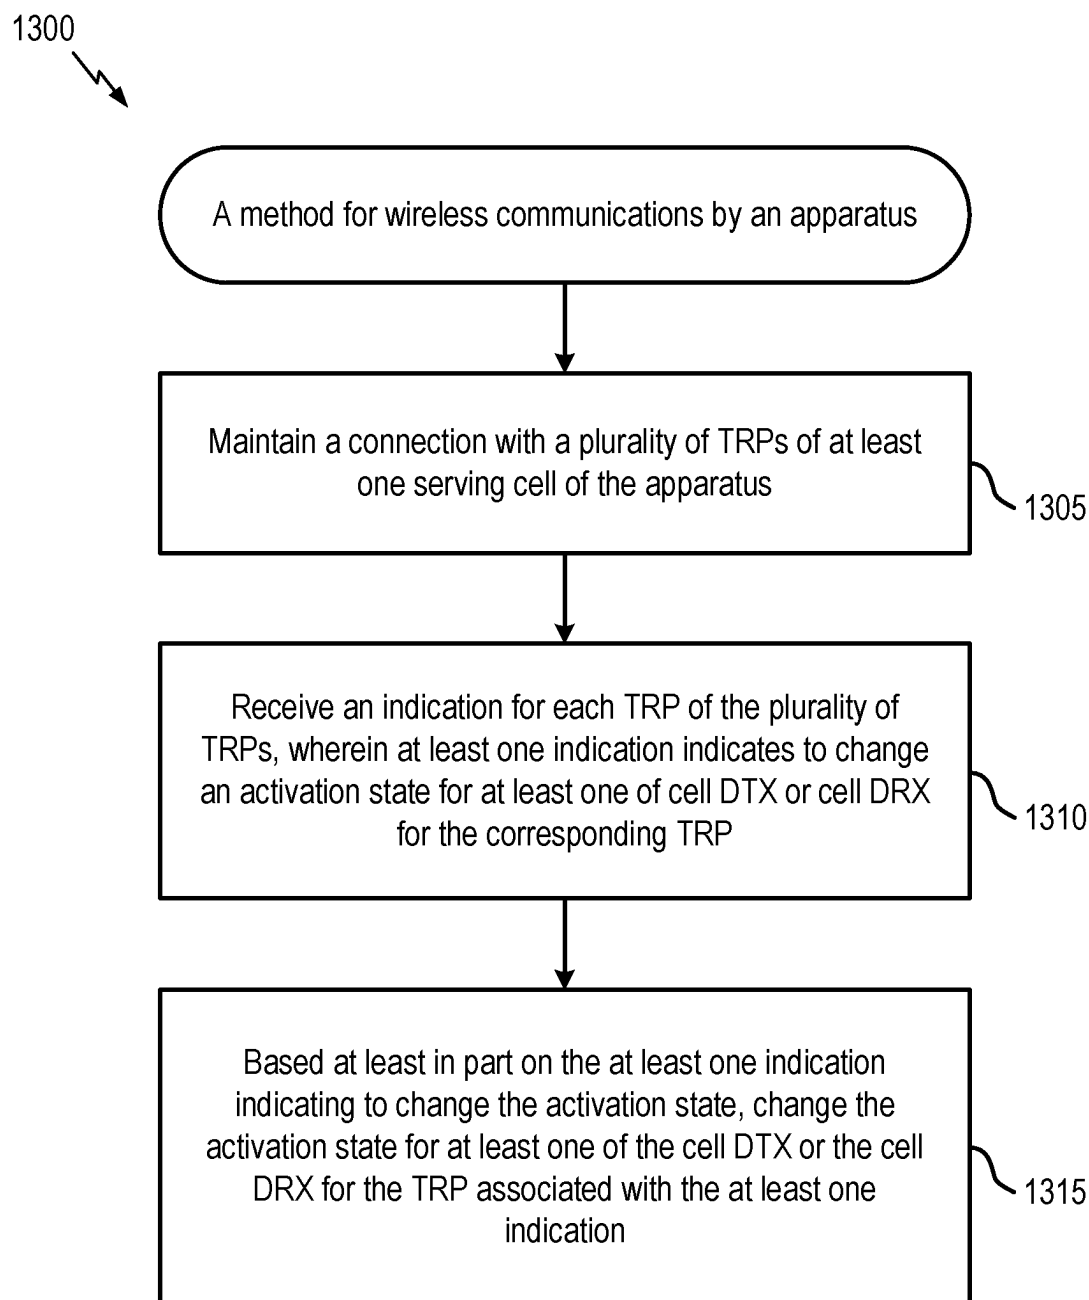 1300
A method for wireless communications by an apparatus
Maintain a connection with a plurality of TRPs of at least
one serving cell of the apparatus
1305
Receive an indication for each TRP of the plurality of
TRPs, wherein at least one indication indicates to change
an activation state for at least one of cell DTX or cell DRX
for the corresponding TRP
1310
Based at least in part on the at least one indication
indicating to change the activation state, change the
activation state for at least one of the cell DTX or the cell
DRX for the TRP associated with the at least one
indication
1315